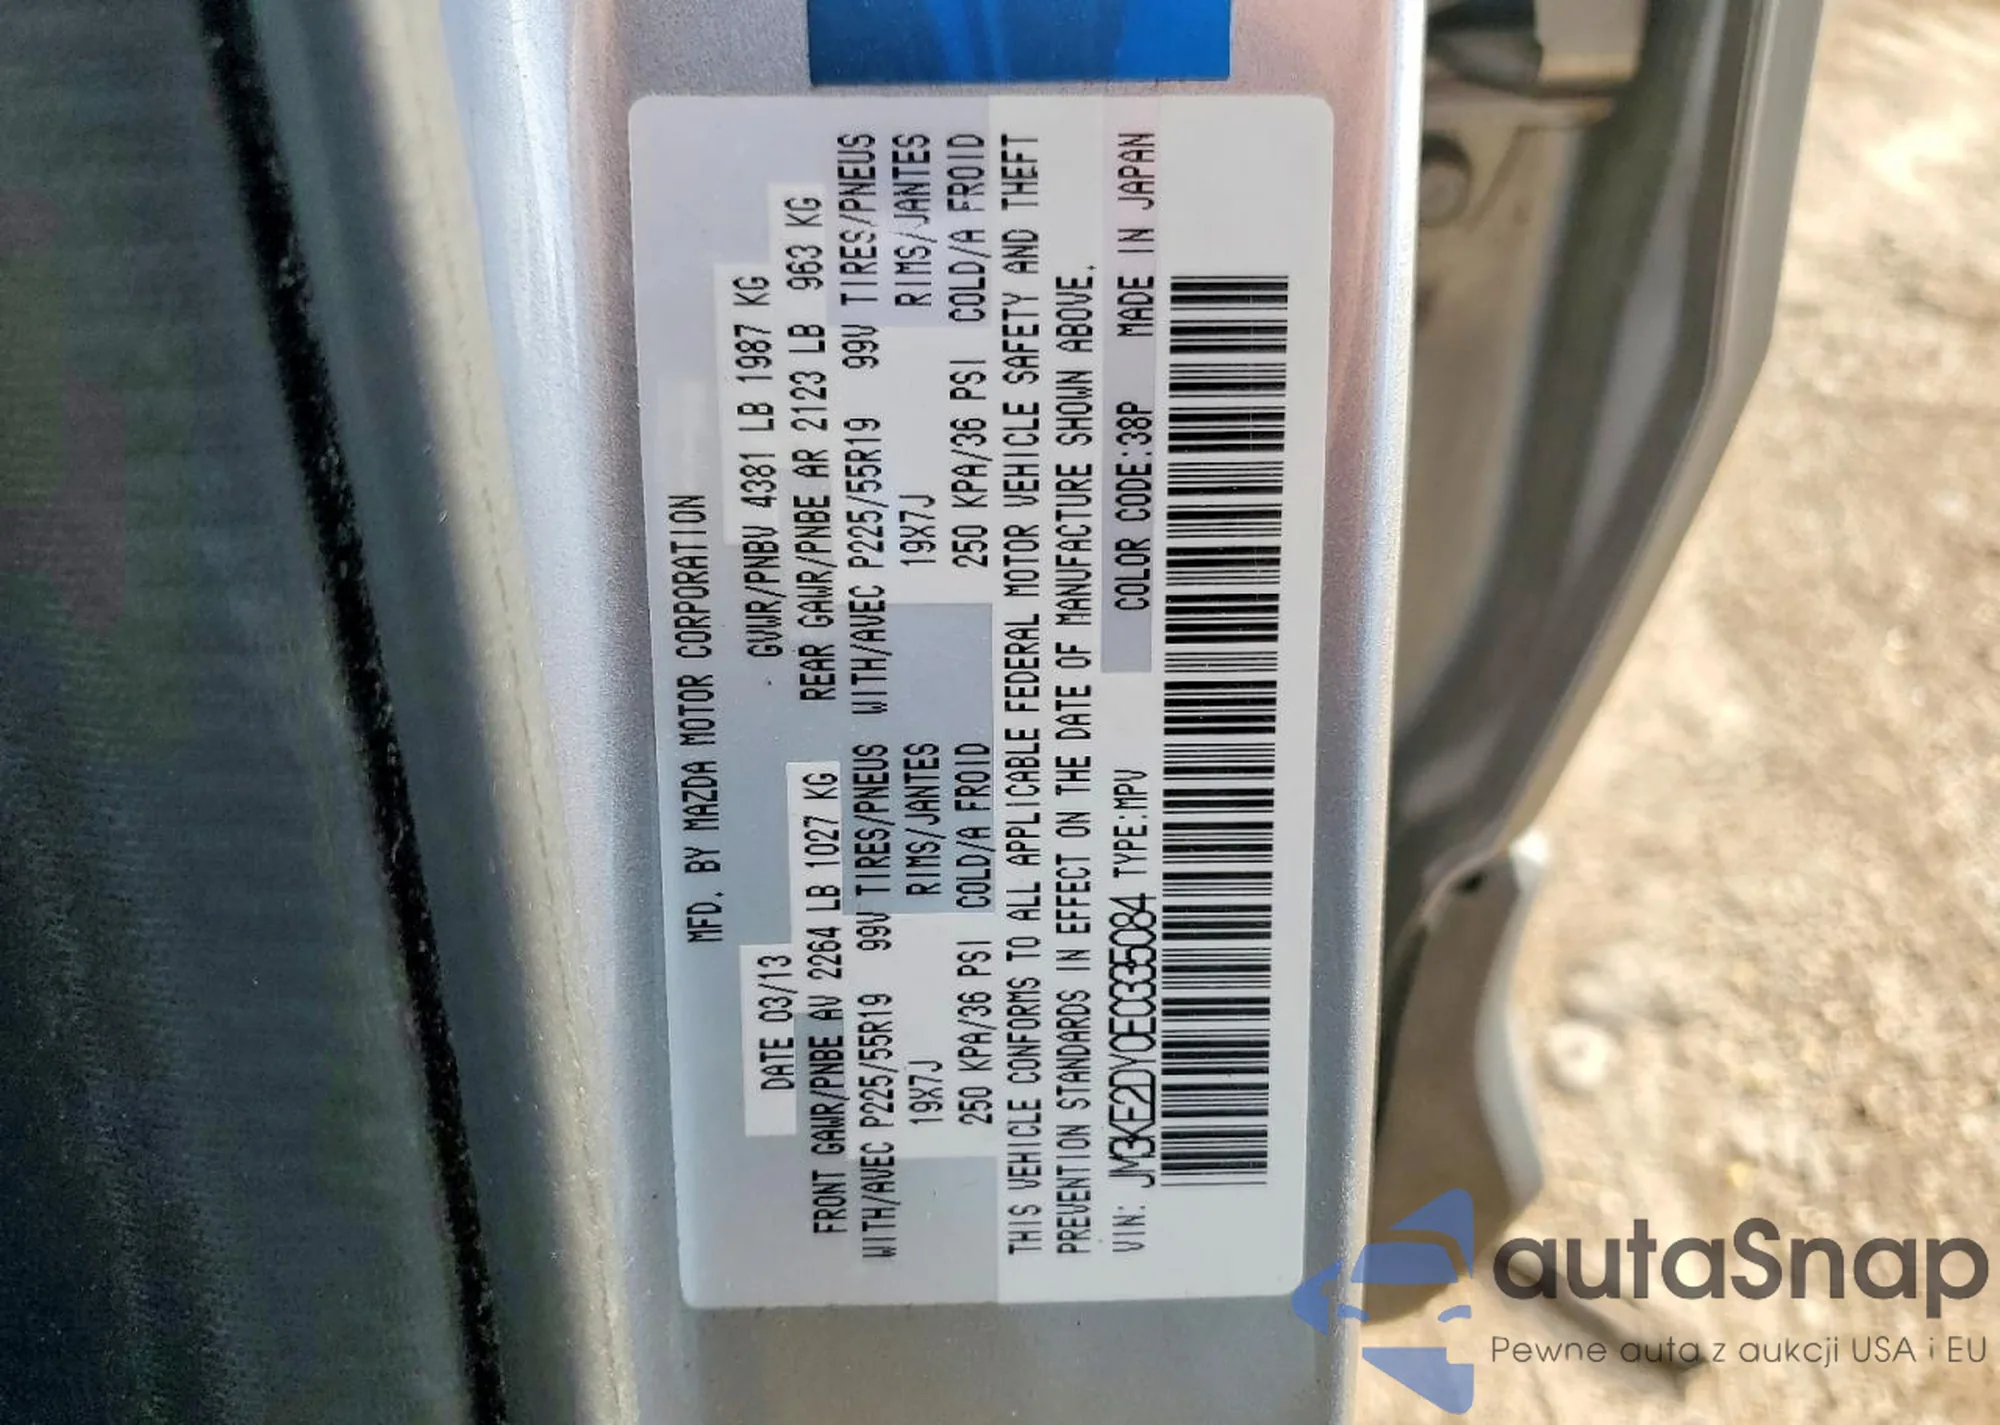 MFD. BY MAZDA MOTOR CORPORATION
DATE 03/13 GVWR/PNBV 4381 LB 1987 KG
FRONT GAWR/PNBE AV 2264 LB 1027 KG REAR GAWR/PNBE AR 2123 LB 963 KG
WITH/AVEC P225/55R19 99V TIRES/PNEUS WITH/AVEC P225/55R19 99V TIRES/PNEUS
19X7J RIMS/JANTES 19X7J RIMS/JANTES
250 KPA/36 PSI COLD/A FROID 250 KPA/36 PSI COLD/A FROID
THIS VEHICLE CONFORMS TO ALL APPLICABLE FEDERAL MOTOR VEHICLE SAFETY AND THEFT
PREVENTION STANDARDS IN EFFECT ON THE DATE OF MANUFACTURE SHOWN ABOVE.
VIN: JM3KE2DY0E0335084 TYPE:MPV COLOR CODE:38P MADE IN JAPAN
autaSnap
Pewne auta z aukcji USA i EU